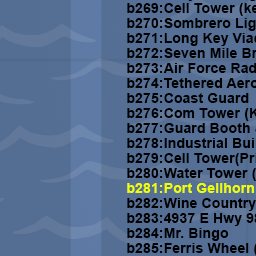 b269:Cell Tower (ke
b270:Sombrero Lig
b271:Long Key Viad
b272:Seven Mile Br
b273:Air Force Rad
b274:Tethered Aero
b275:Coast Guard
b276:Com Tower (K
b277:Guard Booth
b278:Industrial Bui
b279:Cell Tower(Pri
b280:Water Tower (
b281:Port Gellhorn
b282:Wine Country
b283:4937 E Hwy 98
b284:Mr. Bingo
b285:Ferris Wheel (